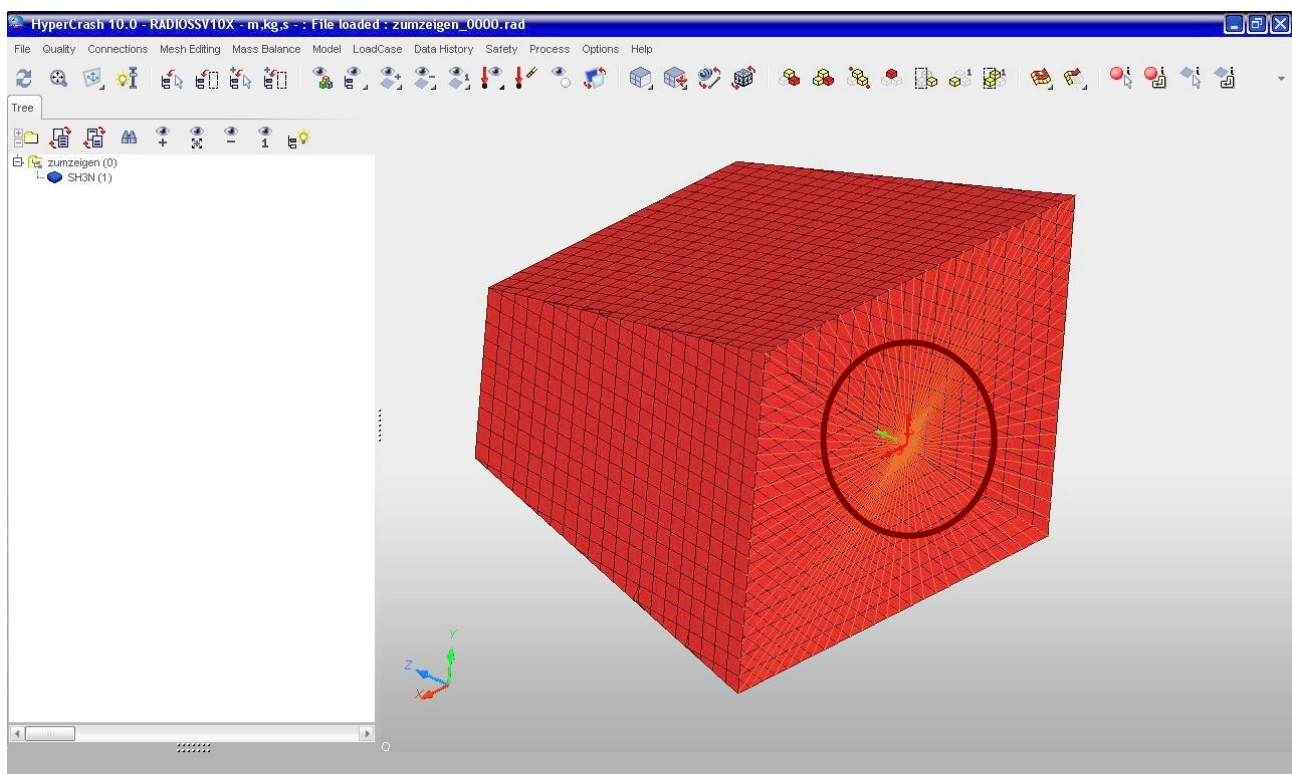 HyperCrash 10.0 - RADIOSSV10X - m,kg,s - : File loaded : zumzeigen_0000.rad
File Quality Connections Mesh Editing Mass Balance Model LoadCase Data History Safety Process Options Help
Tree
zumzeigen (0)
SH3N (1)
Y
Z
X